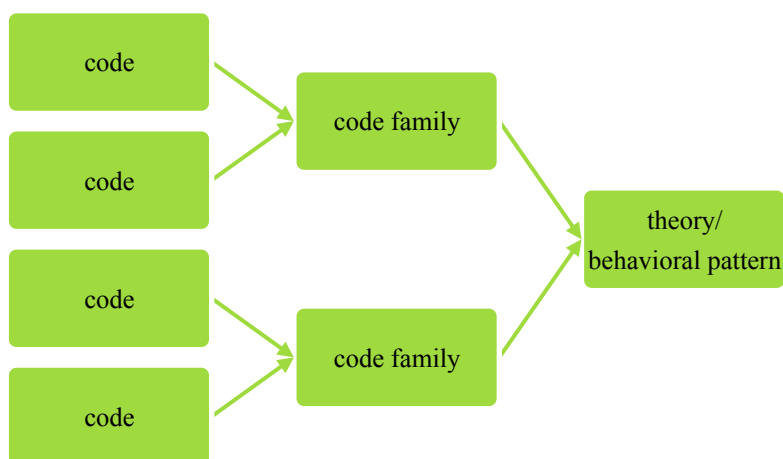 code
code
code
code
code family
code family
theory/
behavioral pattern